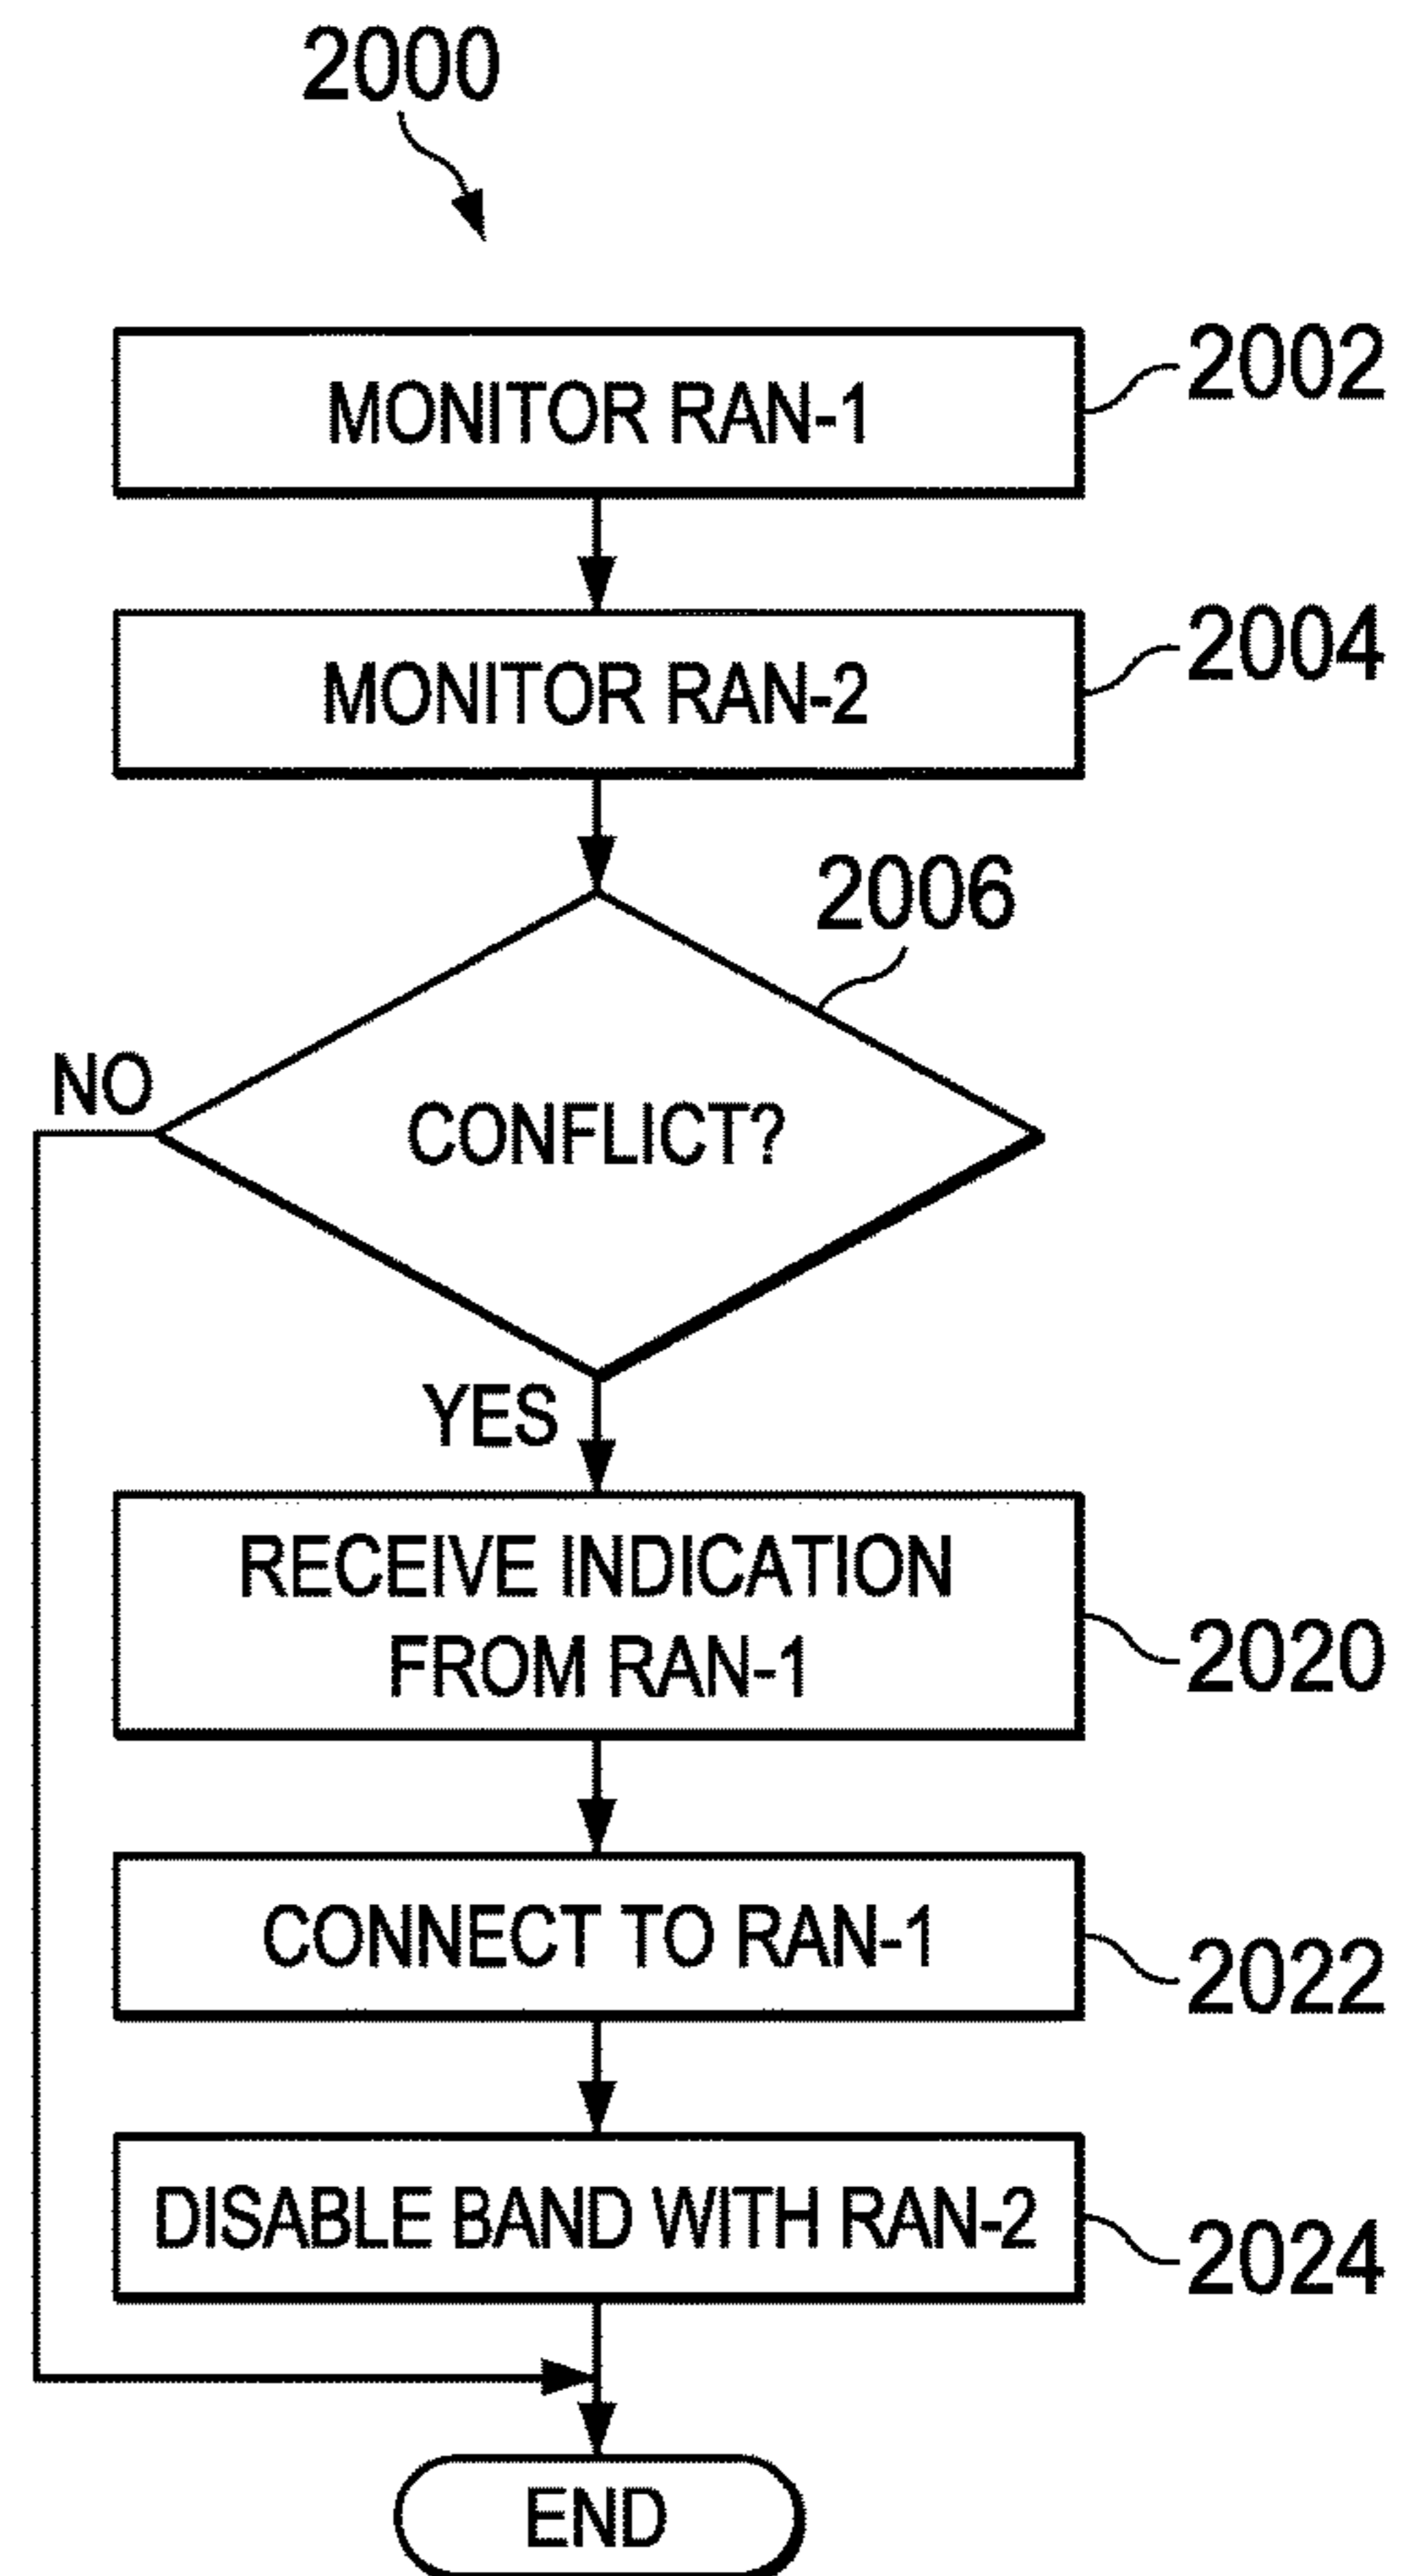 2000
MONITOR RAN-1
2002
MONITOR RAN-2
2004
2006
CONFLICT?
NO
YES
RECEIVE INDICATION
FROM RAN-1
2020
CONNECT TO RAN-1
2022
DISABLE BAND WITH RAN-2
2024
END